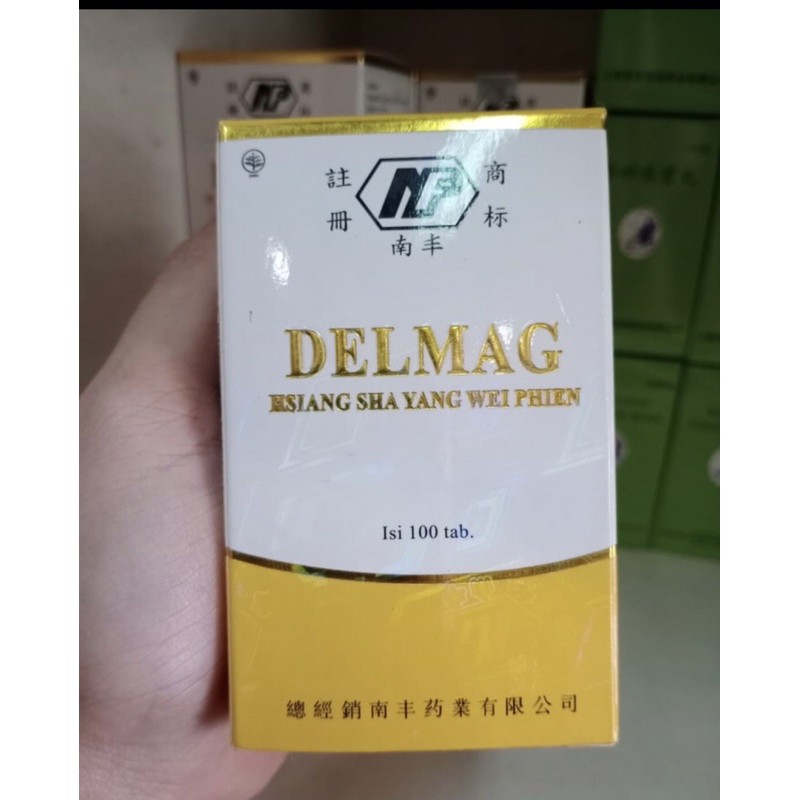 註 NF 商
冊 标
南丰
DELMAG
HSIANG SHA YANG WEI PHIEN
Isi 100 tab.
總經銷南丰药業有限公司